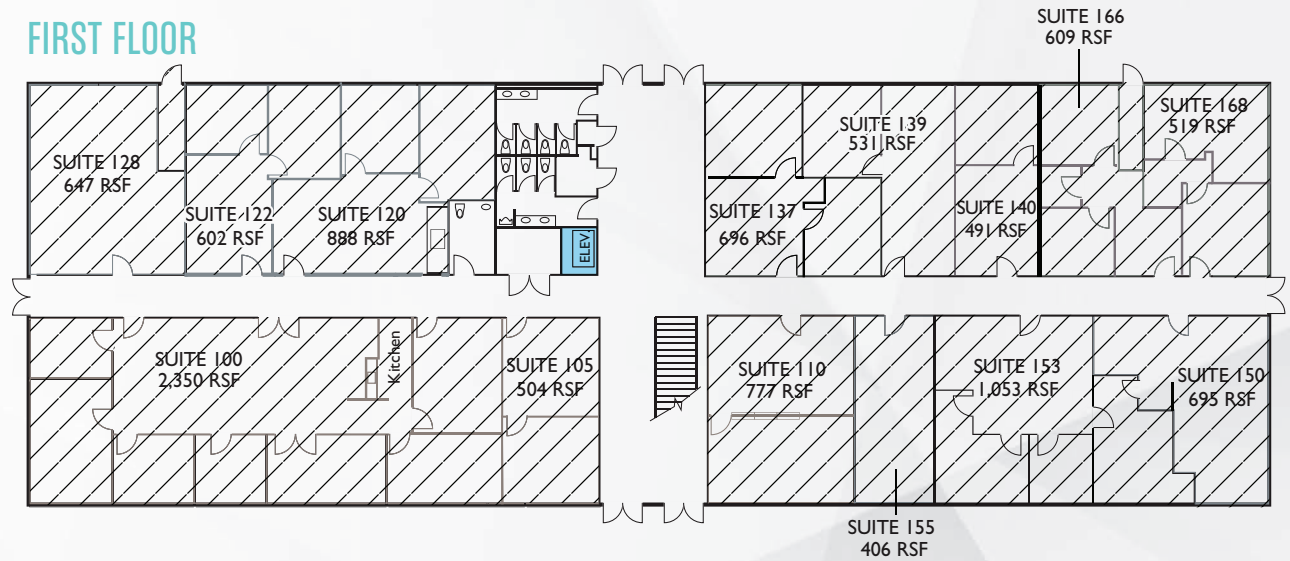 FIRST FLOOR
SUITE 166
609 RSF
SUITE 128
647 RSF
SUITE 122
602 RSF
SUITE 120
888 RSF
ELEV.
SUITE 137
696 RSF
SUITE 139
531 RSF
SUITE 140
491 RSF
SUITE 168
519 RSF
SUITE 100
2,350 RSF
Kitchen
SUITE 105
504 RSF
SUITE 110
777 RSF
SUITE 153
1,053 RSF
SUITE 150
695 RSF
SUITE 155
406 RSF